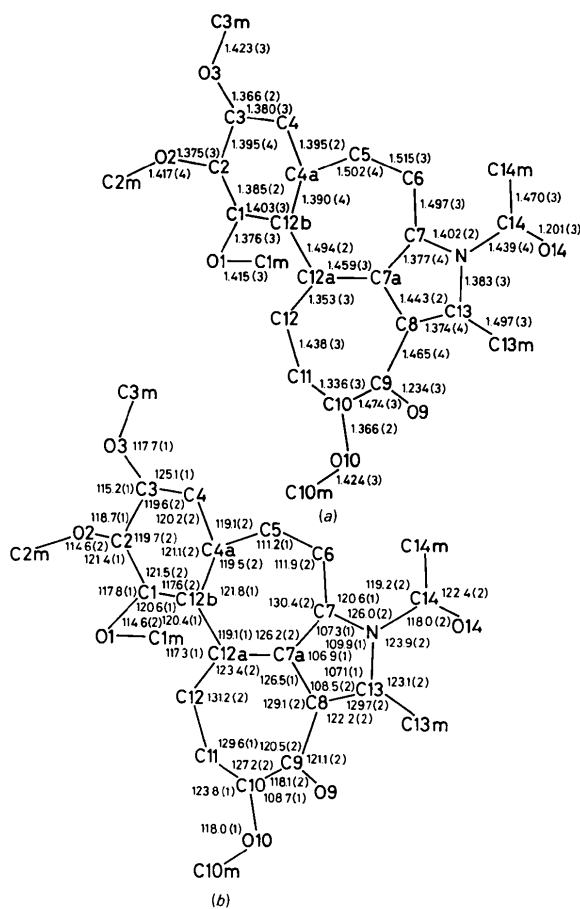 C3m
1.423 (3)
O3
1.366 (2)
1.380 (3)
C3 C4
O2 1.375 (3) 1.395 (4) 1.395 (2) C5
1.417 (4) C2 1.502 (4) 1.515 (3)
C2m C4a C6 C14m
1.385 (2) 1.390 (4)
C1 1.403 (3) 1.497 (3) 1.470 (3)
C12b C14 1.201 (3)
1.376 (3) C7 1.402 (2) 1.439 (4) O14
O1 C1m 1.494 (2) 1.377 (4) N
1.415 (3) 1.459 (3)
C12a C7a 1.383 (3)
1.353 (3) 1.443 (2) C13
C12 C8 1.374 (4) 1.497 (3)
1.438 (3) 1.465 (4) C13m
C11 C9
1.336 (3) 1.234 (3)
C10 1.474 (3) O9
1.366 (2)
O10
C10m 1.424 (3)
(a)
C3m
O3 117.7 (1)
125.1 (1)
115.2 (1) C3 C4
119.6 (2)
118.7 (1) 120.2 (2) 119.1 (2) C5
O2 C2 119.7 (2) 111.2 (1)
C2m 114.6 (2) 121.1 (2) C4a C6 C14m
121.4 (1) 119.5 (2) 111.9 (2)
121.5 (2)
117.8 (1) C1 117.6 (2) 121.8 (1) 119.2 (2) C14 122.4 (2)
120.6 (1) C12b 130.4 (2) C7 120.6 (1) 118.0 (2) O14
114.6 (2) 120.4 (1) 126.0 (2)
O1 C1m 107.3 (1) N 123.9 (2)
117.3 (1) 119.1 (1) 126.2 (2) 109.9 (1)
C12a C7a 106.9 (1)
123.4 (2) 126.5 (1) 107.1 (1) 123.1 (2)
108.5 (2) C13
C12 131.2 (2) 129.1 (2) C8 129.7 (2)
122.2 (2) C13m
129.6 (1) 120.5 (2)
C11 C9 121.1 (2)
127.2 (2)
123.8 (1) C10 118.1 (2) O9
108.7 (1)
118.0 (1) O10
C10m
(b)